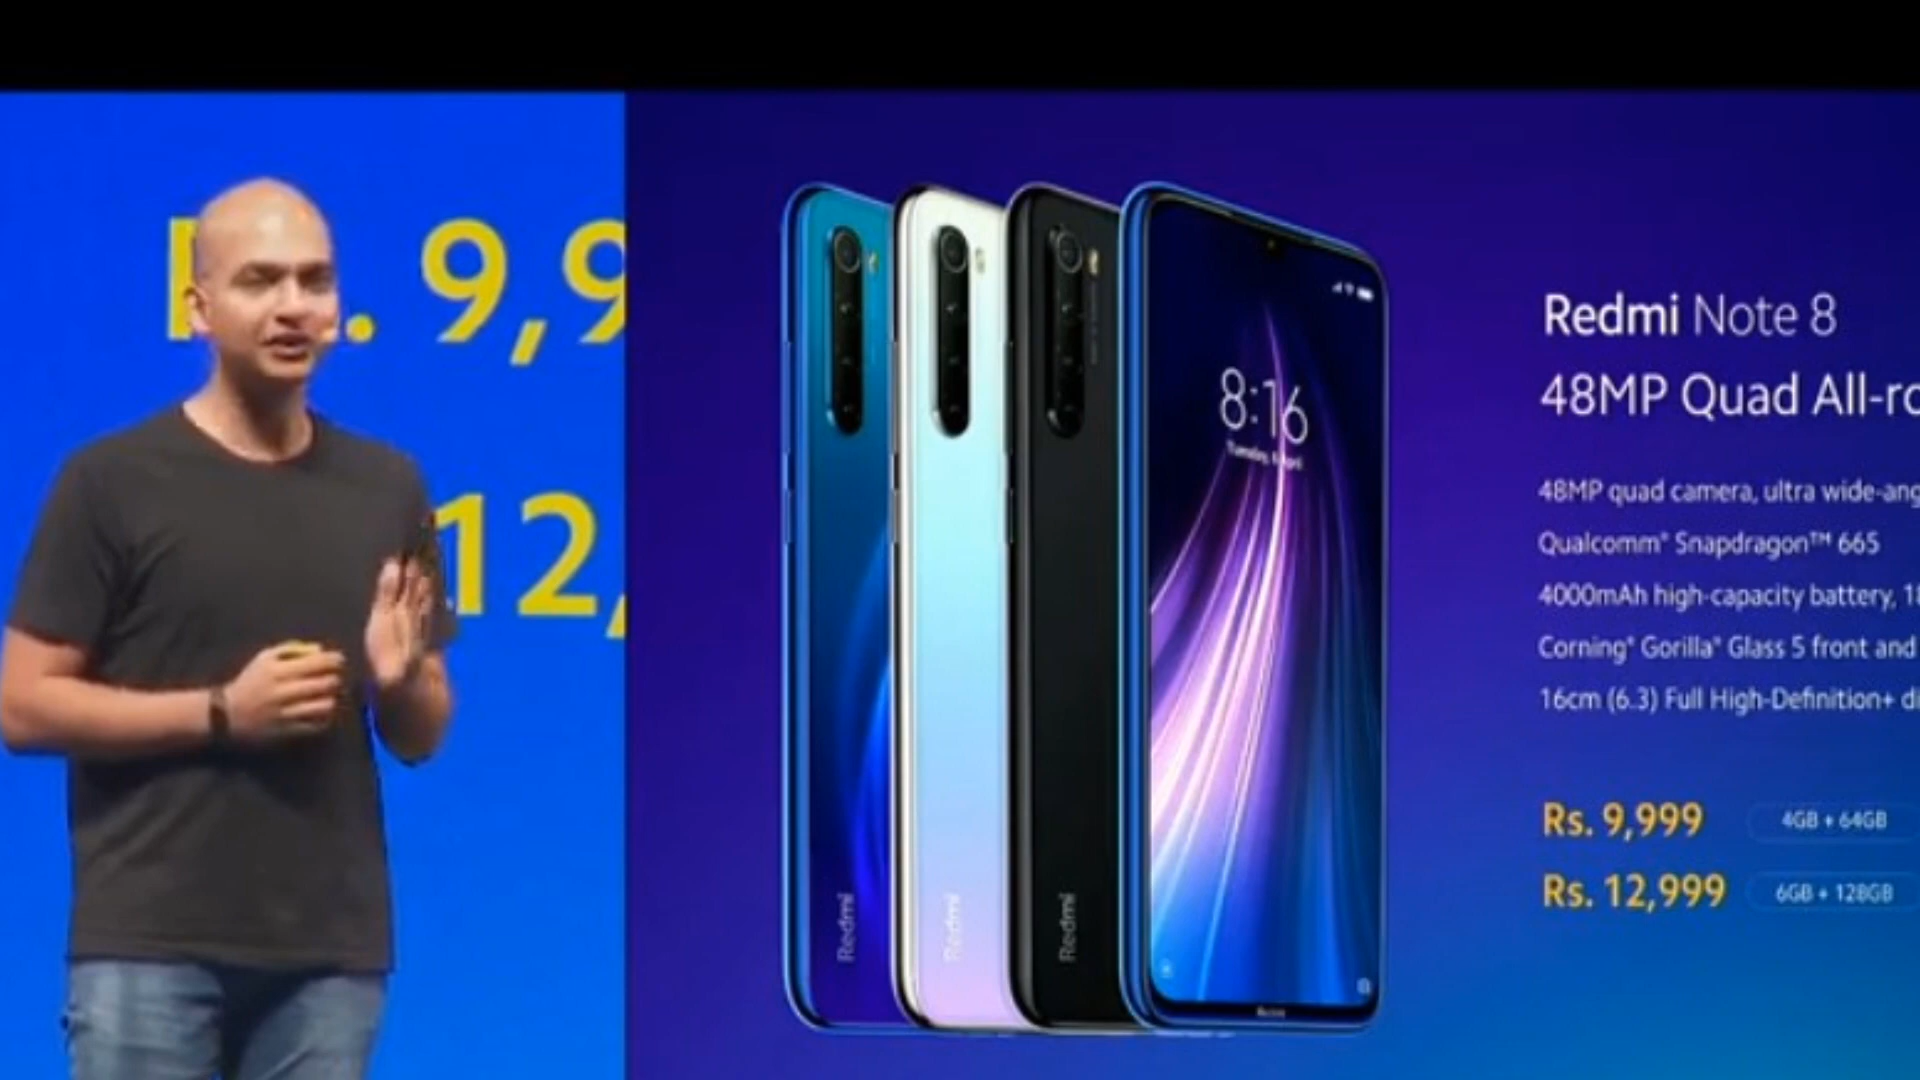 . 9,9
12,
8:16
Redmi
Redmi
Redmi
Redmi Note 8
48MP Quad All-ro
48MP quad camera, ultra wide-ang
Qualcomm® Snapdragon™ 665
4000mAh high-capacity battery, 18
Corning® Gorilla® Glass 5 front and
16cm (6.3) Full High-Definition+ di
Rs. 9,999 4GB + 64GB
Rs. 12,999 6GB + 128GB